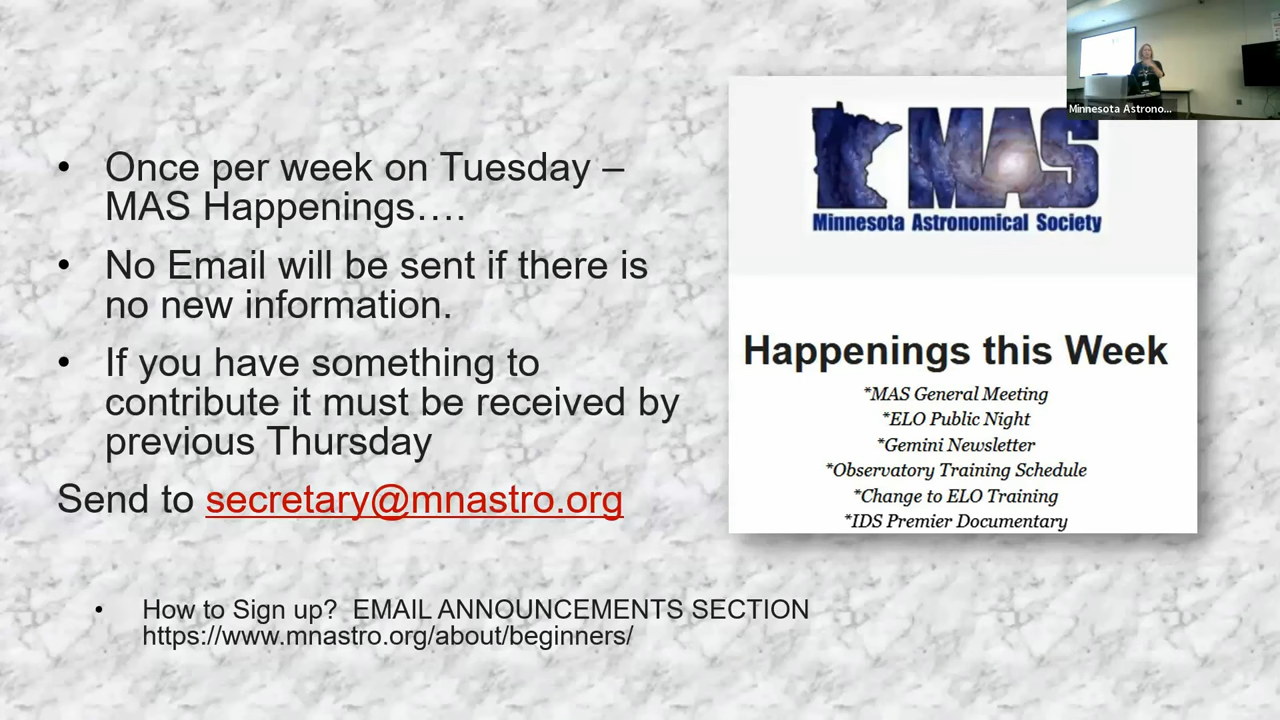 • Once per week on Tuesday –
MAS Happenings….
• No Email will be sent if there is
no new information.
• If you have something to
contribute it must be received by
previous Thursday
Send to secretary@mnastro.org
• How to Sign up?  EMAIL ANNOUNCEMENTS SECTION
https://www.mnastro.org/about/beginners/
MAS
Minnesota Astronomical Society
Happenings this Week
*MAS General Meeting
*ELO Public Night
*Gemini Newsletter
*Observatory Training Schedule
*Change to ELO Training
*IDS Premier Documentary
Minnesota Astrono...